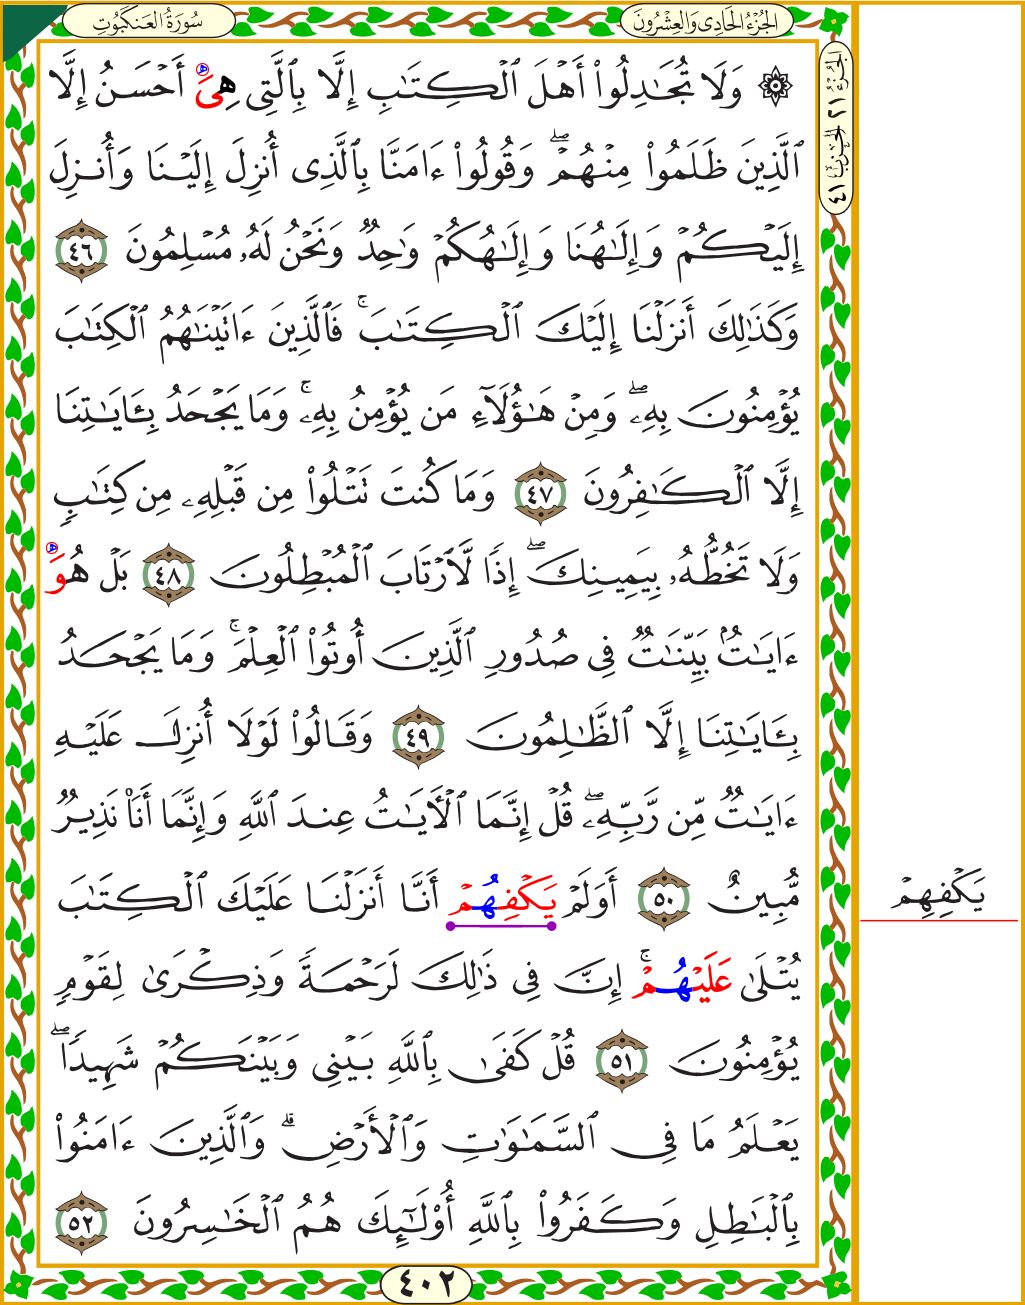 سُورَةُ العَنكَبُوتِ
الجُزْءُ الحَادِى وَالعِشْرُونَ
الجُزْءُ ٢١ الحِزْبُ ٤١
۞ وَلَا تُجَـٰدِلُوا۟ أَهْلَ ٱلْكِتَـٰبِ إِلَّا بِٱلَّتِى هِىَ أَحْسَنُ إِلَّا
ٱلَّذِينَ ظَلَمُوا۟ مِنْهُمْ ۖ وَقُولُوٓا۟ ءَامَنَّا بِٱلَّذِىٓ أُنزِلَ إِلَيْنَا وَأُنزِلَ
إِلَيْكُمْ وَإِلَـٰهُنَا وَإِلَـٰهُكُمْ وَٰحِدٌ وَنَحْنُ لَهُۥ مُسْلِمُونَ ٤٦
وَكَذَٰلِكَ أَنزَلْنَآ إِلَيْكَ ٱلْكِتَـٰبَ ۚ فَٱلَّذِينَ ءَاتَيْنَـٰهُمُ ٱلْكِتَـٰبَ
يُؤْمِنُونَ بِهِۦ ۖ وَمِنْ هَـٰٓؤُلَآءِ مَن يُؤْمِنُ بِهِۦ ۚ وَمَا يَجْحَدُ بِـَٔايَـٰتِنَآ
إِلَّا ٱلْكَـٰفِرُونَ ٤٧ وَمَا كُنتَ تَتْلُوا۟ مِن قَبْلِهِۦ مِن كِتَـٰبٍ
وَلَا تَخُطُّهُۥ بِيَمِينِكَ ۖ إِذًا لَّٱرْتَابَ ٱلْمُبْطِلُونَ ٤٨ بَلْ هُوَ
ءَايَـٰتٌۢ بَيِّنَـٰتٌ فِى صُدُورِ ٱلَّذِينَ أُوتُوا۟ ٱلْعِلْمَ ۚ وَمَا يَجْحَدُ
بِـَٔايَـٰتِنَآ إِلَّا ٱلظَّـٰلِمُونَ ٤٩ وَقَالُوا۟ لَوْلَآ أُنزِلَ عَلَيْهِ
ءَايَـٰتٌ مِّن رَّبِّهِۦ ۖ قُلْ إِنَّمَا ٱلْـَٔايَـٰتُ عِندَ ٱللَّهِ وَإِنَّمَآ أَنَا۠ نَذِيرٌ
مُّبِينٌ ٥٠ أَوَلَمْ يَكْفِهُمْ أَنَّآ أَنزَلْنَا عَلَيْكَ ٱلْكِتَـٰبَ
يُتْلَىٰ عَلَيْهُمْ ۚ إِنَّ فِى ذَٰلِكَ لَرَحْمَةً وَذِكْرَىٰ لِقَوْمٍ
يُؤْمِنُونَ ٥١ قُلْ كَفَىٰ بِٱللَّهِ بَيْنِى وَبَيْنَكُمْ شَهِيدًا ۖ
يَعْلَمُ مَا فِى ٱلسَّمَـٰوَٰتِ وَٱلْأَرْضِ ۗ وَٱلَّذِينَ ءَامَنُوا۟
بِٱلْبَـٰطِلِ وَكَفَرُوا۟ بِٱللَّهِ أُو۟لَـٰٓئِكَ هُمُ ٱلْخَـٰسِرُونَ ٥٢
يَكْفِهِمْ
٤٠٢